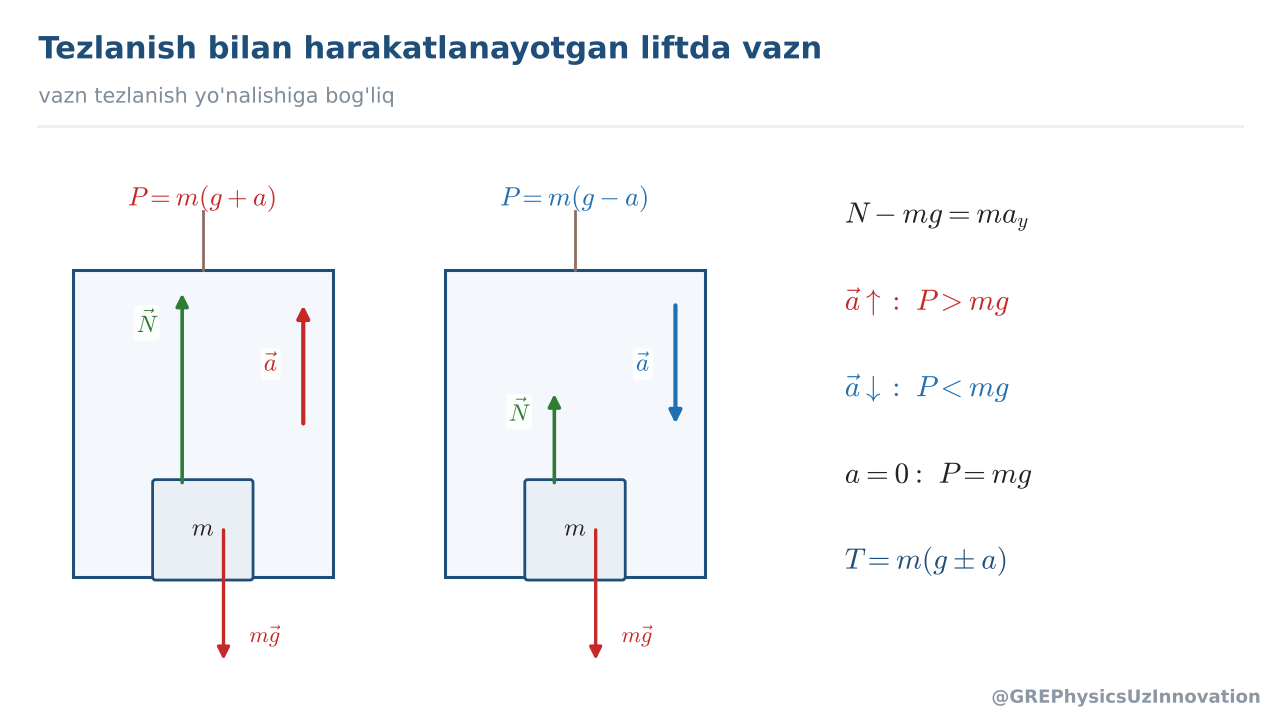 Tezlanish bilan harakatlanayotgan liftda vazn
vazn tezlanish yo'nalishiga bog'liq
P = m(g + a)
P = m(g − a)
N⃗
a⃗
m
mg⃗
N⃗
a⃗
m
mg⃗
N − mg = maᵧ
a⃗ ↑ : P > mg
a⃗ ↓ : P < mg
a = 0 : P = mg
T = m(g ± a)
@GREPhysicsUzInnovation